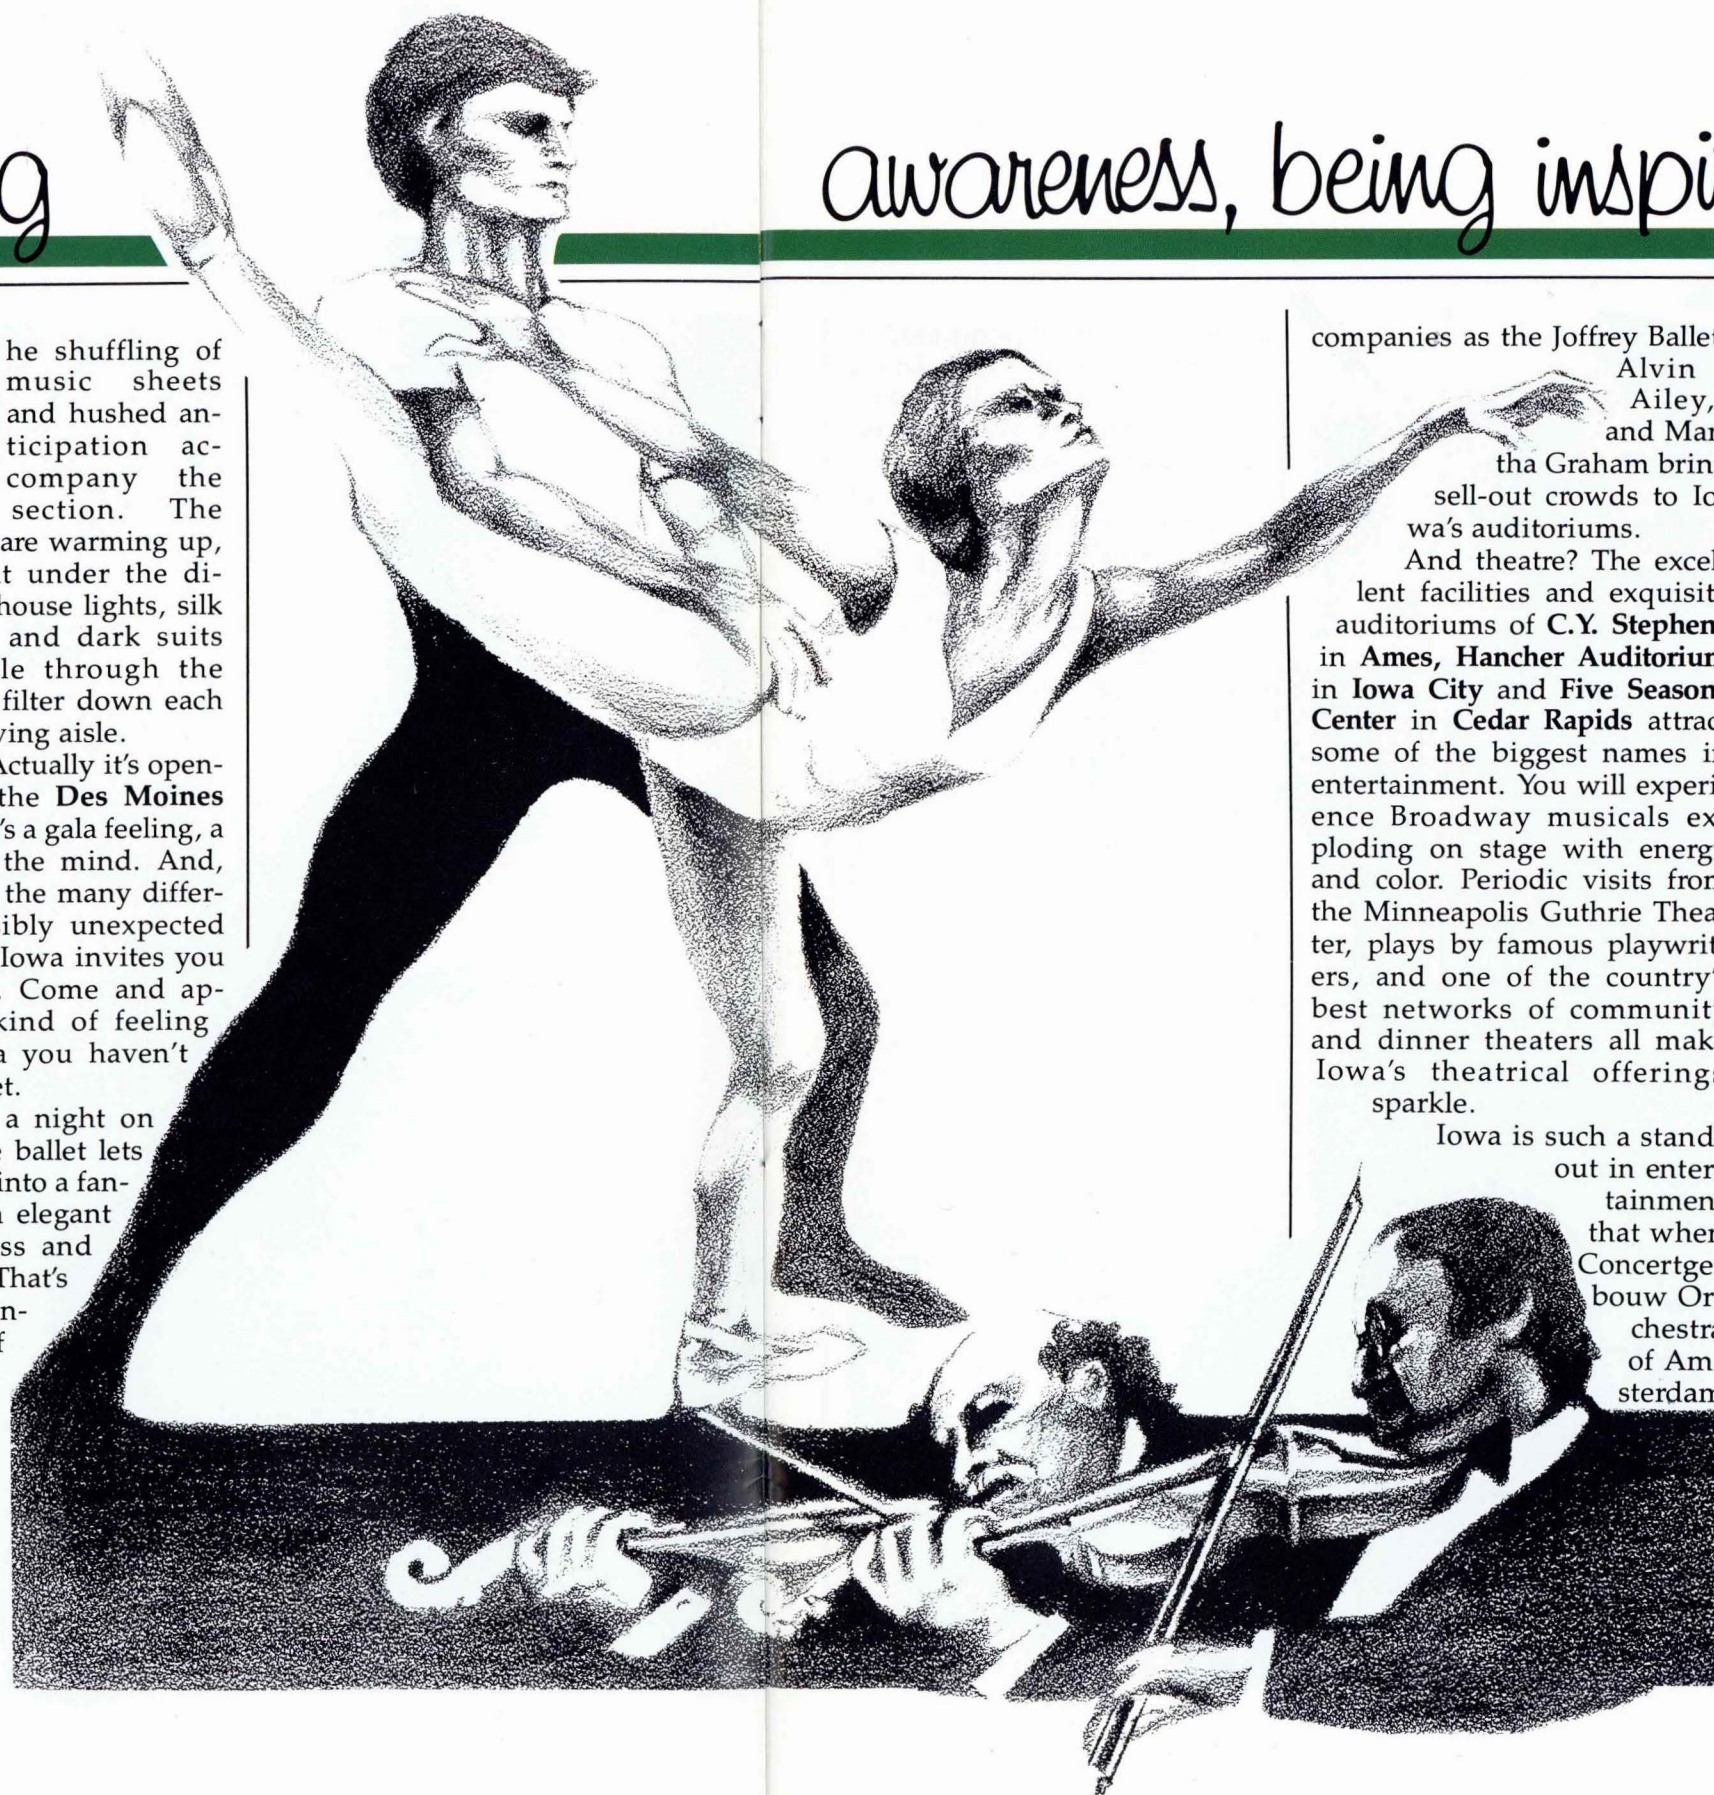 g
awareness, being inspi
he shuffling of
music sheets
and hushed an-
ticipation ac-
company the
section. The
are warming up,
t under the di-
house lights, silk
and dark suits
le through the
filter down each
ying aisle.
Actually it's open-
the Des Moines
's a gala feeling, a
the mind. And,
the many differ-
ibly unexpected
Iowa invites you
. Come and ap-
kind of feeling
a you haven't
et.
a night on
e ballet lets
into a fan-
n elegant
ss and
That's
n-
f
companies as the Joffrey Ballet
Alvin
Ailey,
and Mar
tha Graham brin
sell-out crowds to Io
wa's auditoriums.
And theatre? The excel
lent facilities and exquisit
auditoriums of C.Y. Stephen
in Ames, Hancher Auditoriu
in Iowa City and Five Season
Center in Cedar Rapids attrac
some of the biggest names i
entertainment. You will experi
ence Broadway musicals ex
ploding on stage with energ
and color. Periodic visits from
the Minneapolis Guthrie Thea
ter, plays by famous playwrit
ers, and one of the country'
best networks of communit
and dinner theaters all mak
Iowa's theatrical offerings
sparkle.
Iowa is such a stand
out in enter
tainmen
that when
Concertge
bouw Or
chestra
of Am
sterdam